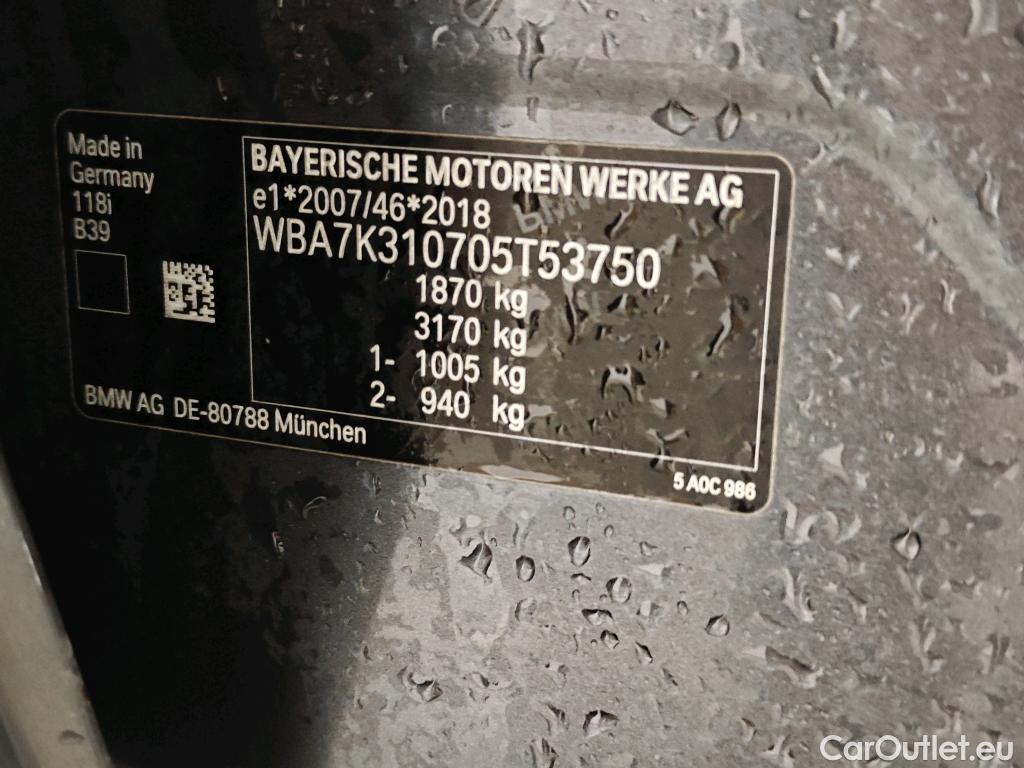 Made in
Germany
118i
B39
BMW AG DE-80788 München
BAYERISCHE MOTOREN WERKE AG
e1*2007/46*2018
WBA7K310705T53750
1870 kg
3170 kg
1- 1005 kg
2- 940 kg
5 A0C 986
CarOutlet.eu